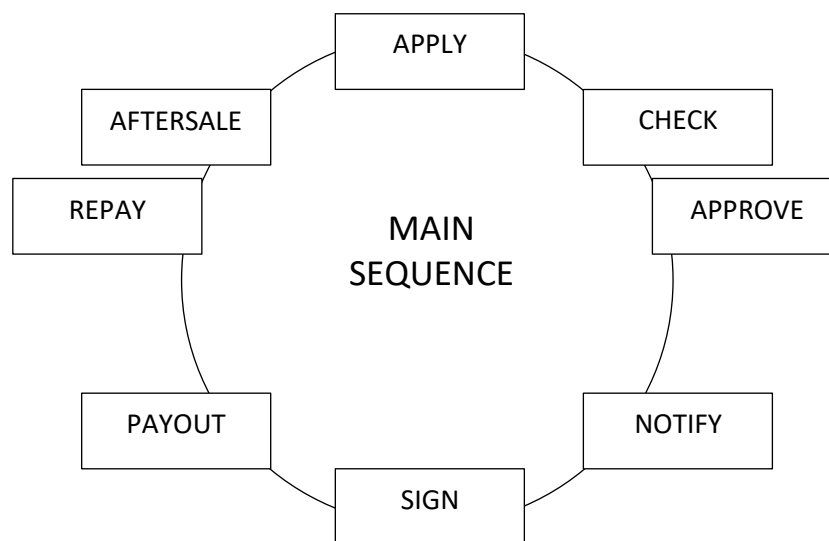 APPLY
CHECK
APPROVE
NOTIFY
SIGN
PAYOUT
REPAY
AFTERSALE
MAIN
SEQUENCE